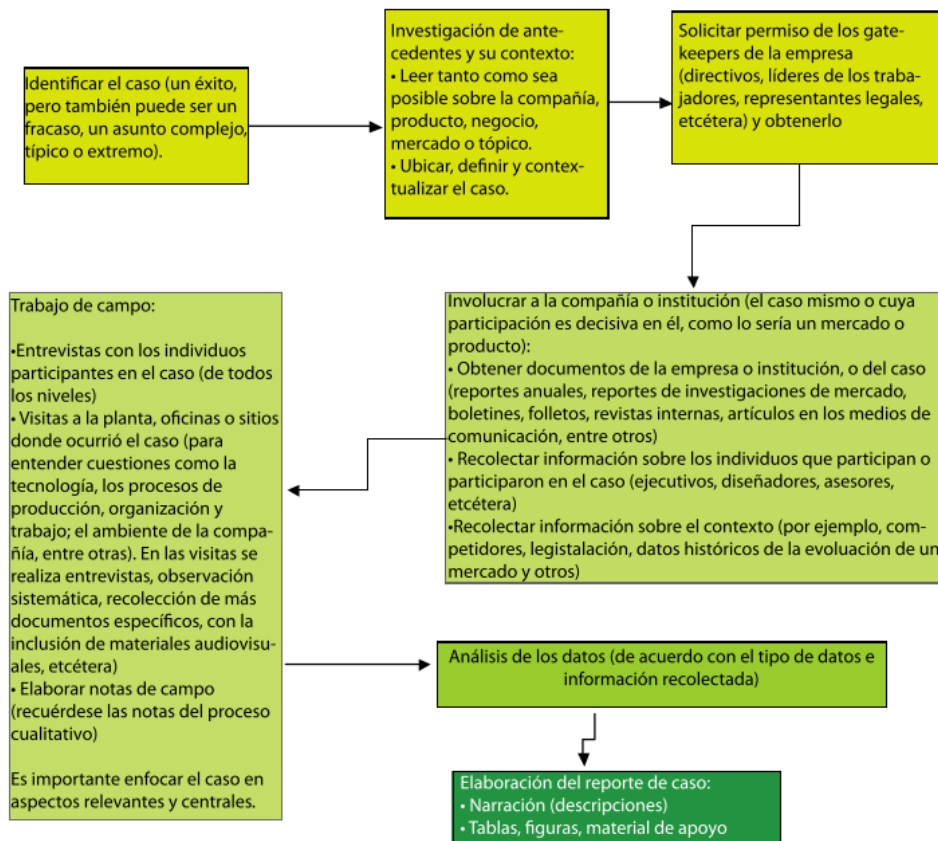 Identificar el caso (un éxito,
pero también puede ser un
fracaso, un asunto complejo,
típico o extremo).
Investigación de ante-
cedentes y su contexto:
• Leer tanto como sea
posible sobre la compañía,
producto, negocio,
mercado o tópico.
• Ubicar, definir y contex-
tualizar el caso.
Solicitar permiso de los gate-
keepers de la empresa
(directivos, líderes de los traba-
jadores, representantes legales,
etcétera) y obtenerlo
Involucrar a la compañía o institución (el caso mismo o cuya
participación es decisiva en él, como lo sería un mercado o
producto):
• Obtener documentos de la empresa o institución, o del caso
(reportes anuales, reportes de investigaciones de mercado,
boletines, folletos, revistas internas, artículos en los medios de
comunicación, entre otros)
• Recolectar información sobre los individuos que participan o
participaron en el caso (ejecutivos, diseñadores, asesores,
etcétera)
•Recolectar información sobre el contexto (por ejemplo, com-
petidores, legistalación, datos históricos de la evolución de un
mercado y otros)
Trabajo de campo:
•Entrevistas con los individuos
participantes en el caso (de todos
los niveles)
• Visitas a la planta, oficinas o sitios
donde ocurrió el caso (para
entender cuestiones como la
tecnología, los procesos de
producción, organización y
trabajo; el ambiente de la compa-
ñía, entre otras). En las visitas se
realiza entrevistas, observación
sistemática, recolección de más
documentos específicos, con la
inclusión de materiales audiovisu-
ales, etcétera)
• Elaborar notas de campo
(recuérdese las notas del proceso
cualitativo)
Es importante enfocar el caso en
aspectos relevantes y centrales.
Análisis de los datos (de acuerdo con el tipo de datos e
información recolectada)
Elaboración del reporte de caso:
• Narración (descripciones)
• Tablas, figuras, material de apoyo